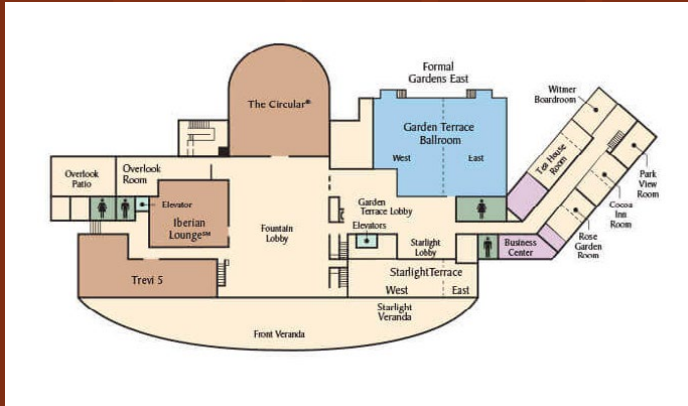 Formal
Gardens East
Witmer
Boardroom
The Circular®
Garden Terrace
Ballroom
West
East
Tea House
Room
Park
View
Room
Overlook
Patio
Overlook
Room
Cocoa
Inn
Room
Elevator
Garden
Terrace Lobby
Iberian
Lounge℠
Fountain
Lobby
Elevators
Rose
Garden
Room
Starlight
Lobby
Business
Center
Trevi 5
StarlightTerrace
West
East
Starlight
Veranda
Front Veranda